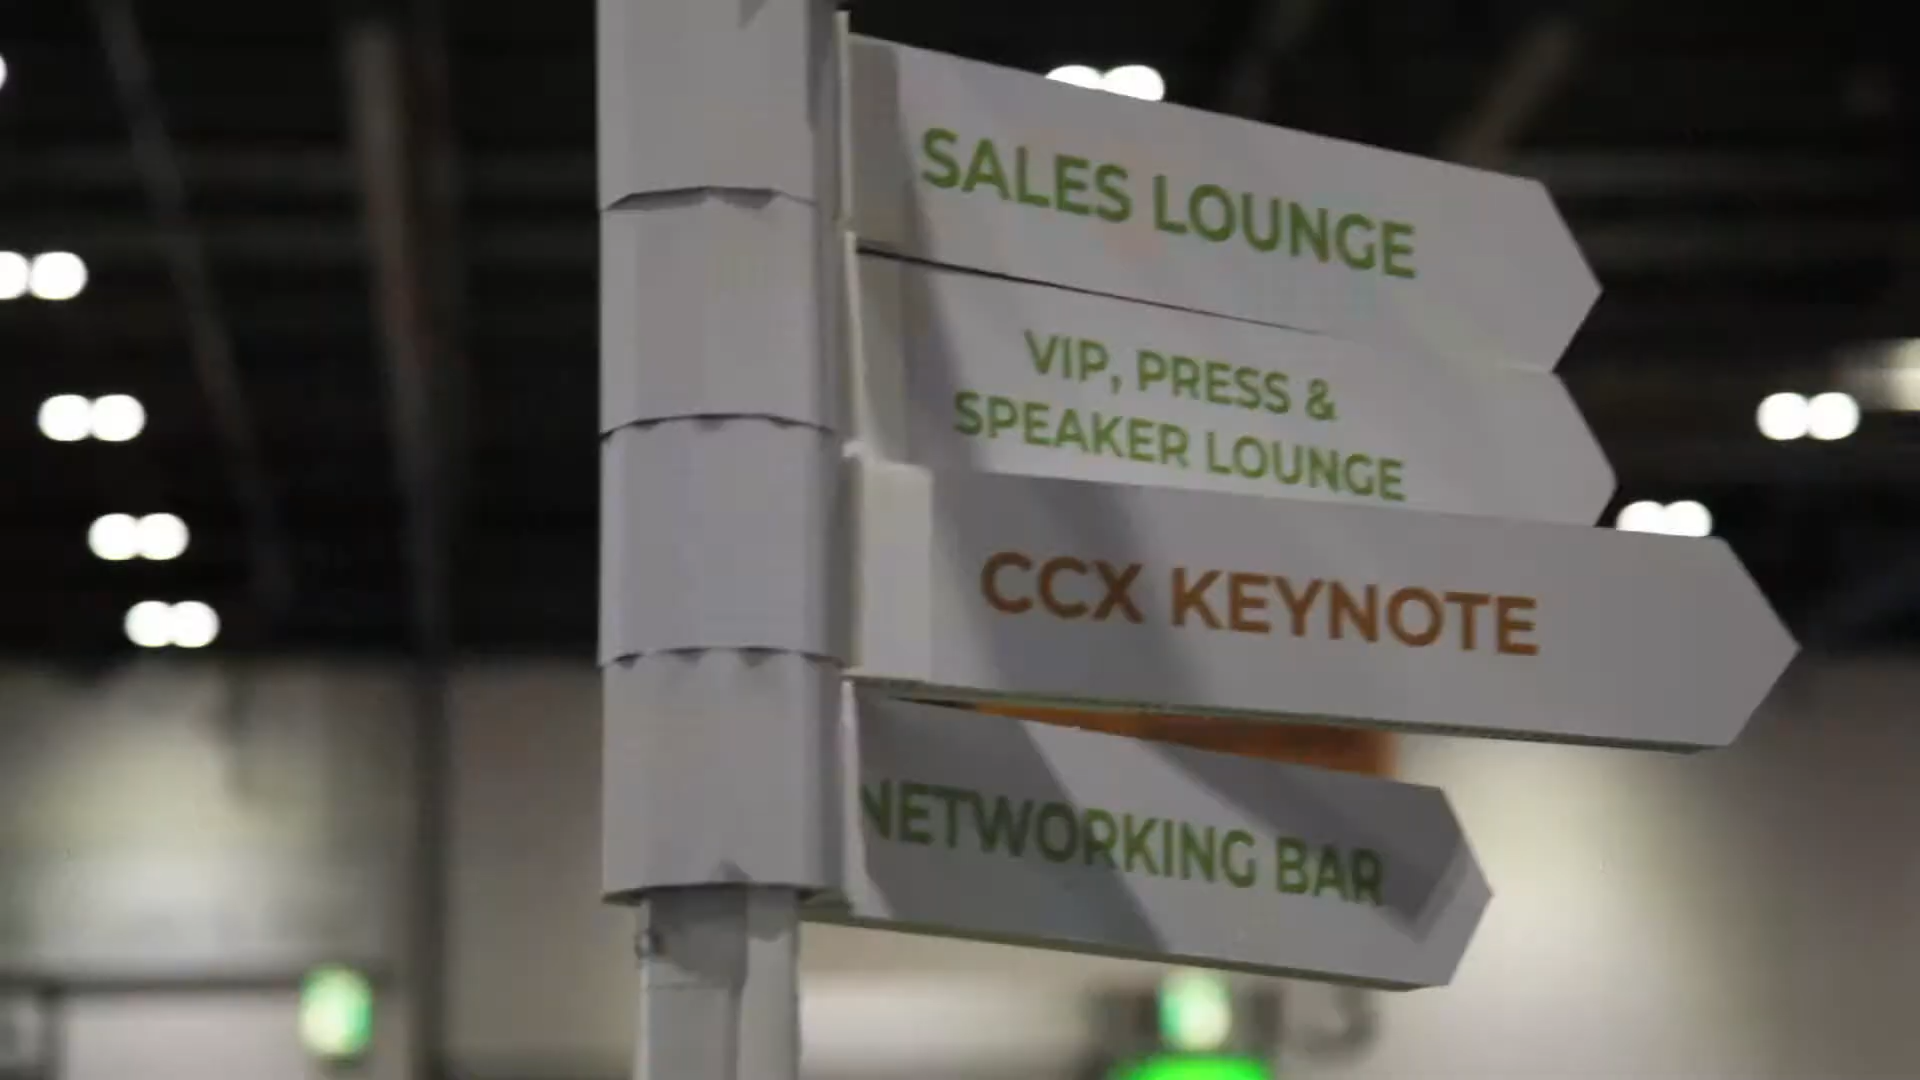 SALES LOUNGE
VIP, PRESS &
SPEAKER LOUNGE
CCX KEYNOTE
NETWORKING BAR